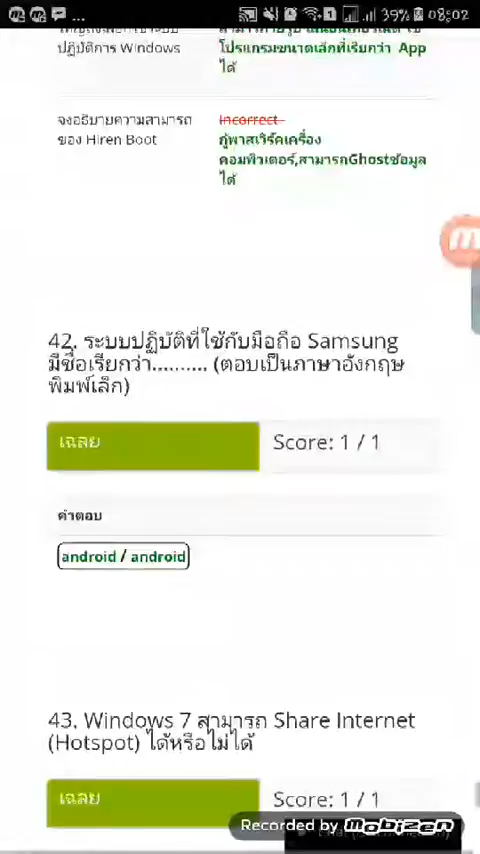 39% 08:02
ปฏิบัติการ Windows
โปรแกรมขนาดเล็กที่เรียกว่า App
ได้
จงอธิบายความสามารถ
ของ Hiren Boot
Incorrect
กู้พาสเวิร์ดเครื่อง
คอมพิวเตอร์,สามารถGhostข้อมูล
ได้
42. ระบบปฏิบัติที่ใช้กับมือถือ Samsung
มีชื่อเรียกว่า.......... (ตอบเป็นภาษาอังกฤษ
พิมพ์เล็ก)
เฉลย
Score: 1 / 1
คำตอบ
android / android
43. Windows 7 สามารถ Share Internet
(Hotspot) ได้หรือไม่ได้
เฉลย
Score: 1 / 1
Recorded by mobizen